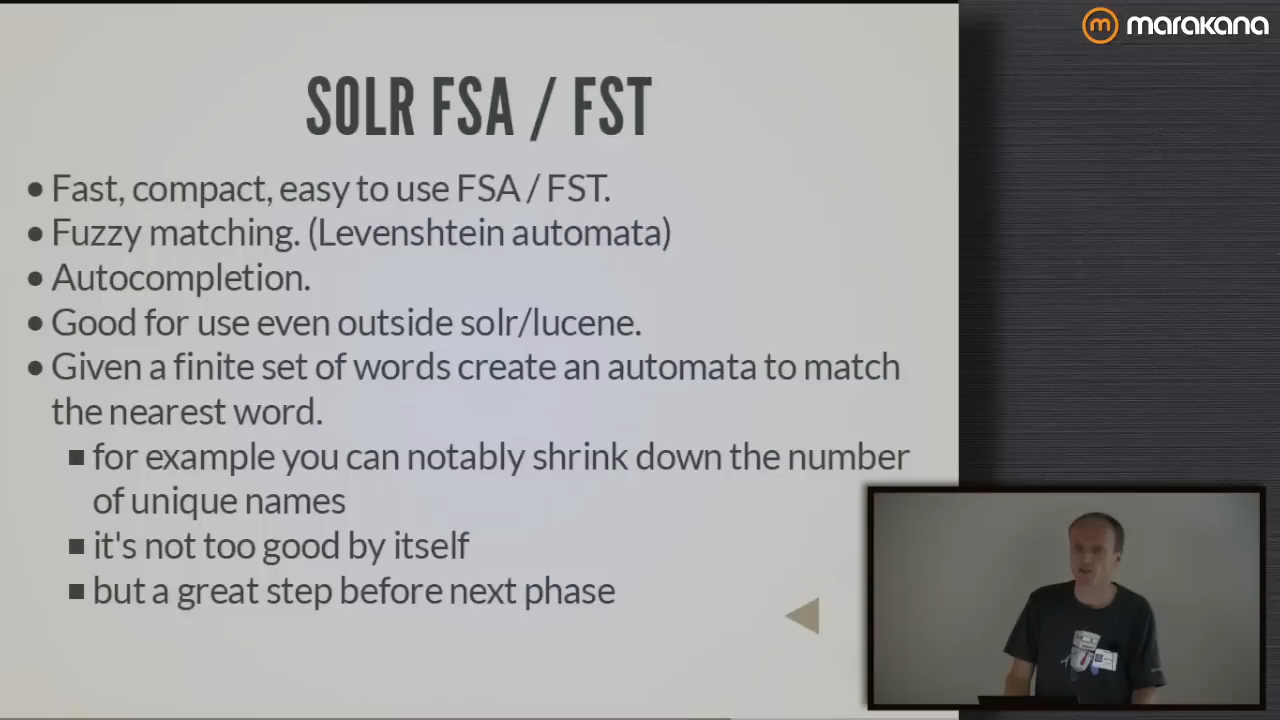 marakana
SOLR FSA / FST
• Fast, compact, easy to use FSA / FST.
• Fuzzy matching. (Levenshtein automata)
• Autocompletion.
• Good for use even outside solr/lucene.
• Given a finite set of words create an automata to match
the nearest word.
■ for example you can notably shrink down the number
of unique names
■ it's not too good by itself
■ but a great step before next phase